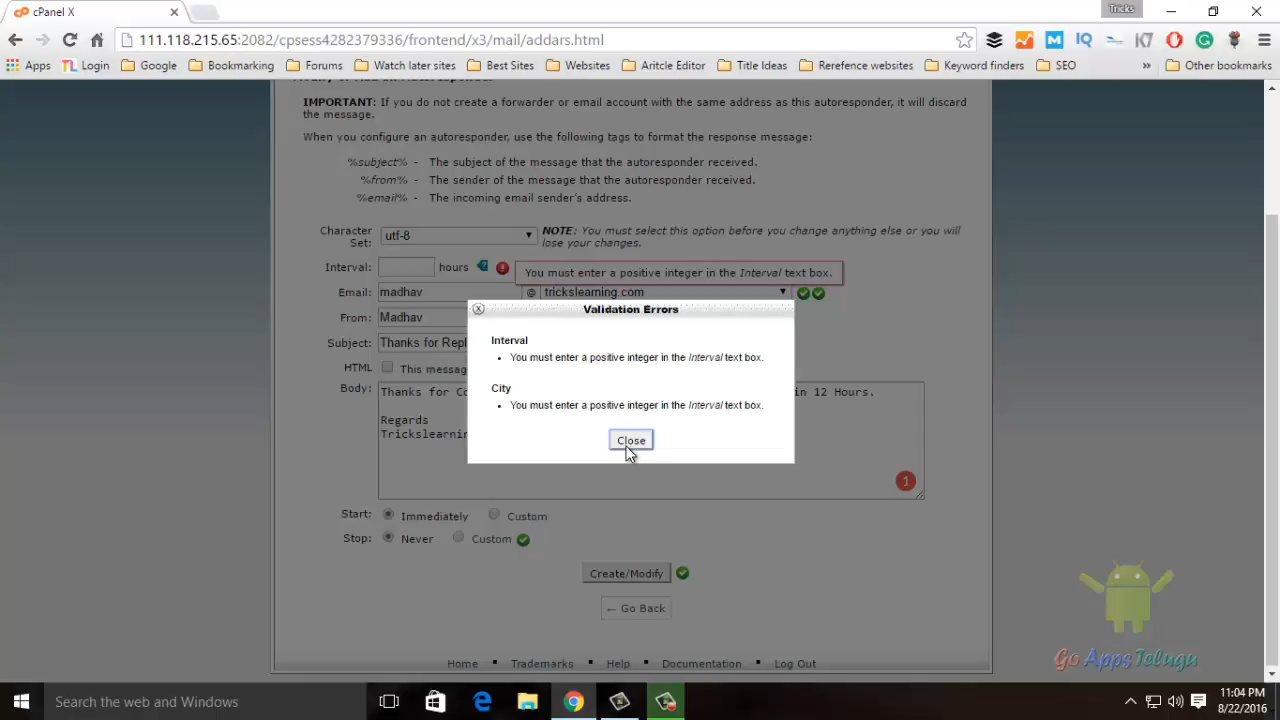 Tricks
cPanel X
111.118.215.65:2082/cpsess4282379336/frontend/x3/mail/addars.html
Apps Login Google Bookmarking Forums Watch later sites Best Sites Websites Aritcle Editor Title Ideas Rerefence websites Keyword finders SEO » Other bookmarks
IMPORTANT: If you do not create a forwarder or email account with the same address as this autoresponder, it will discard
the message.
When you configure an autoresponder, use the following tags to format the response message:
%subject% - The subject of the message that the autoresponder received.
%from% - The sender of the message that the autoresponder received.
%email% - The incoming email sender's address.
Character
Set:
utf-8
NOTE: You must select this option before you change anything else or you will
lose your changes.
Interval: hours You must enter a positive integer in the Interval text box.
Email: madhav @ trickslearning.com
From: Madhav
Subject: Thanks for Repl
HTML This messag
Body: Thanks for Co
in 12 Hours.
Regards
Trickslearnin
1
Validation Errors
Interval
• You must enter a positive integer in the Interval text box.
City
• You must enter a positive integer in the Interval text box.
Close
Start: Immediately Custom
Stop: Never Custom
Create/Modify
← Go Back
Home ▪ Trademarks ▪ Help ▪ Documentation ▪ Log Out
Go AppsTelugu
Search the web and Windows
11:04 PM
8/22/2016